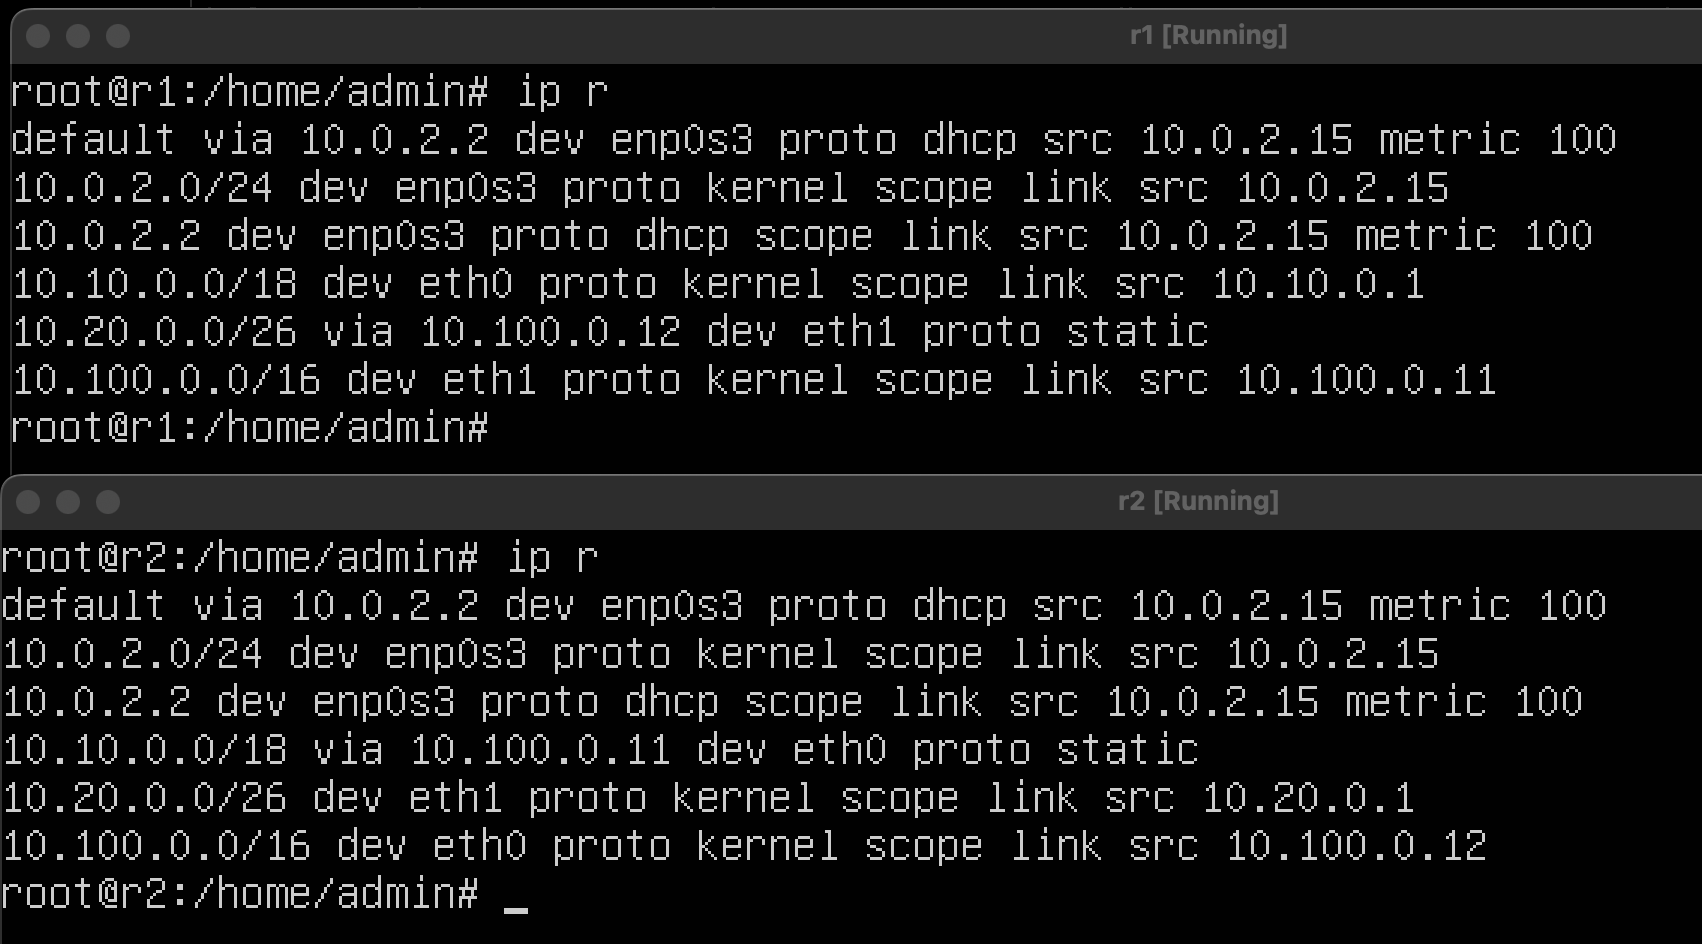 r1 [Running]
root@r1:/home/admin# ip r
default via 10.0.2.2 dev enp0s3 proto dhcp src 10.0.2.15 metric 100
10.0.2.0/24 dev enp0s3 proto kernel scope link src 10.0.2.15
10.0.2.2 dev enp0s3 proto dhcp scope link src 10.0.2.15 metric 100
10.10.0.0/18 dev eth0 proto kernel scope link src 10.10.0.1
10.20.0.0/26 via 10.100.0.12 dev eth1 proto static
10.100.0.0/16 dev eth1 proto kernel scope link src 10.100.0.11
root@r1:/home/admin#
r2 [Running]
root@r2:/home/admin# ip r
default via 10.0.2.2 dev enp0s3 proto dhcp src 10.0.2.15 metric 100
10.0.2.0/24 dev enp0s3 proto kernel scope link src 10.0.2.15
10.0.2.2 dev enp0s3 proto dhcp scope link src 10.0.2.15 metric 100
10.10.0.0/18 via 10.100.0.11 dev eth0 proto static
10.20.0.0/26 dev eth1 proto kernel scope link src 10.20.0.1
10.100.0.0/16 dev eth0 proto kernel scope link src 10.100.0.12
root@r2:/home/admin# _